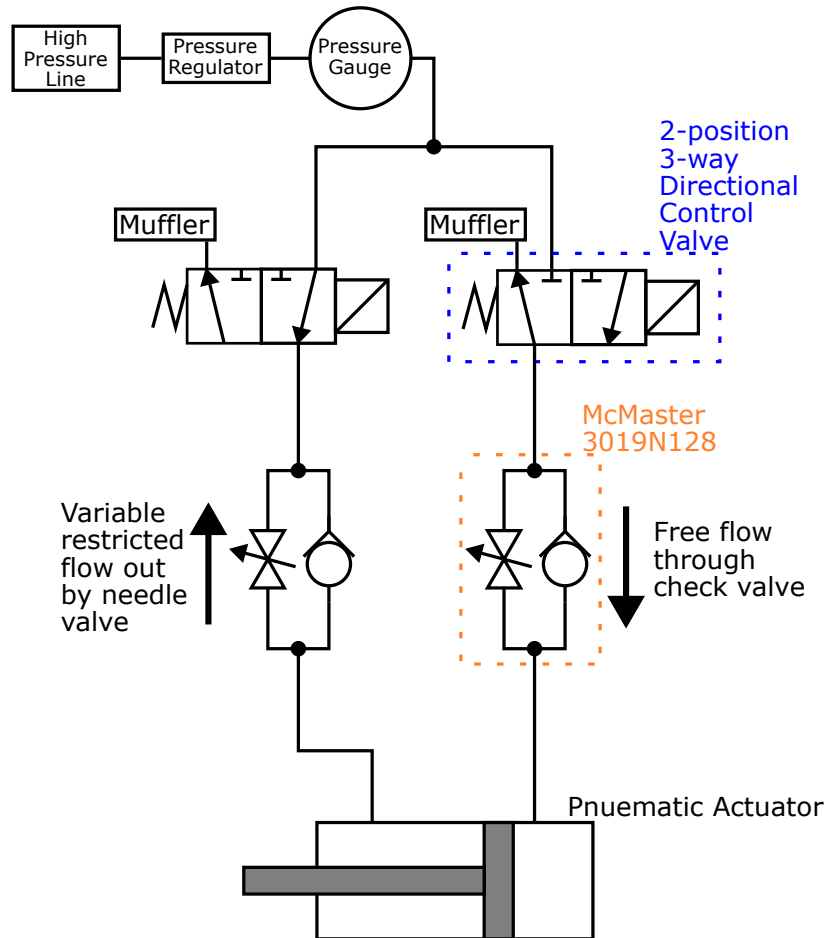 High
Pressure
Line
Pressure
Regulator
Pressure
Gauge
2-position
3-way
Directional
Control
Valve
Muffler
Muffler
McMaster
3019N128
Variable
restricted
flow out
by needle
valve
Free flow
through
check valve
Pnuematic Actuator